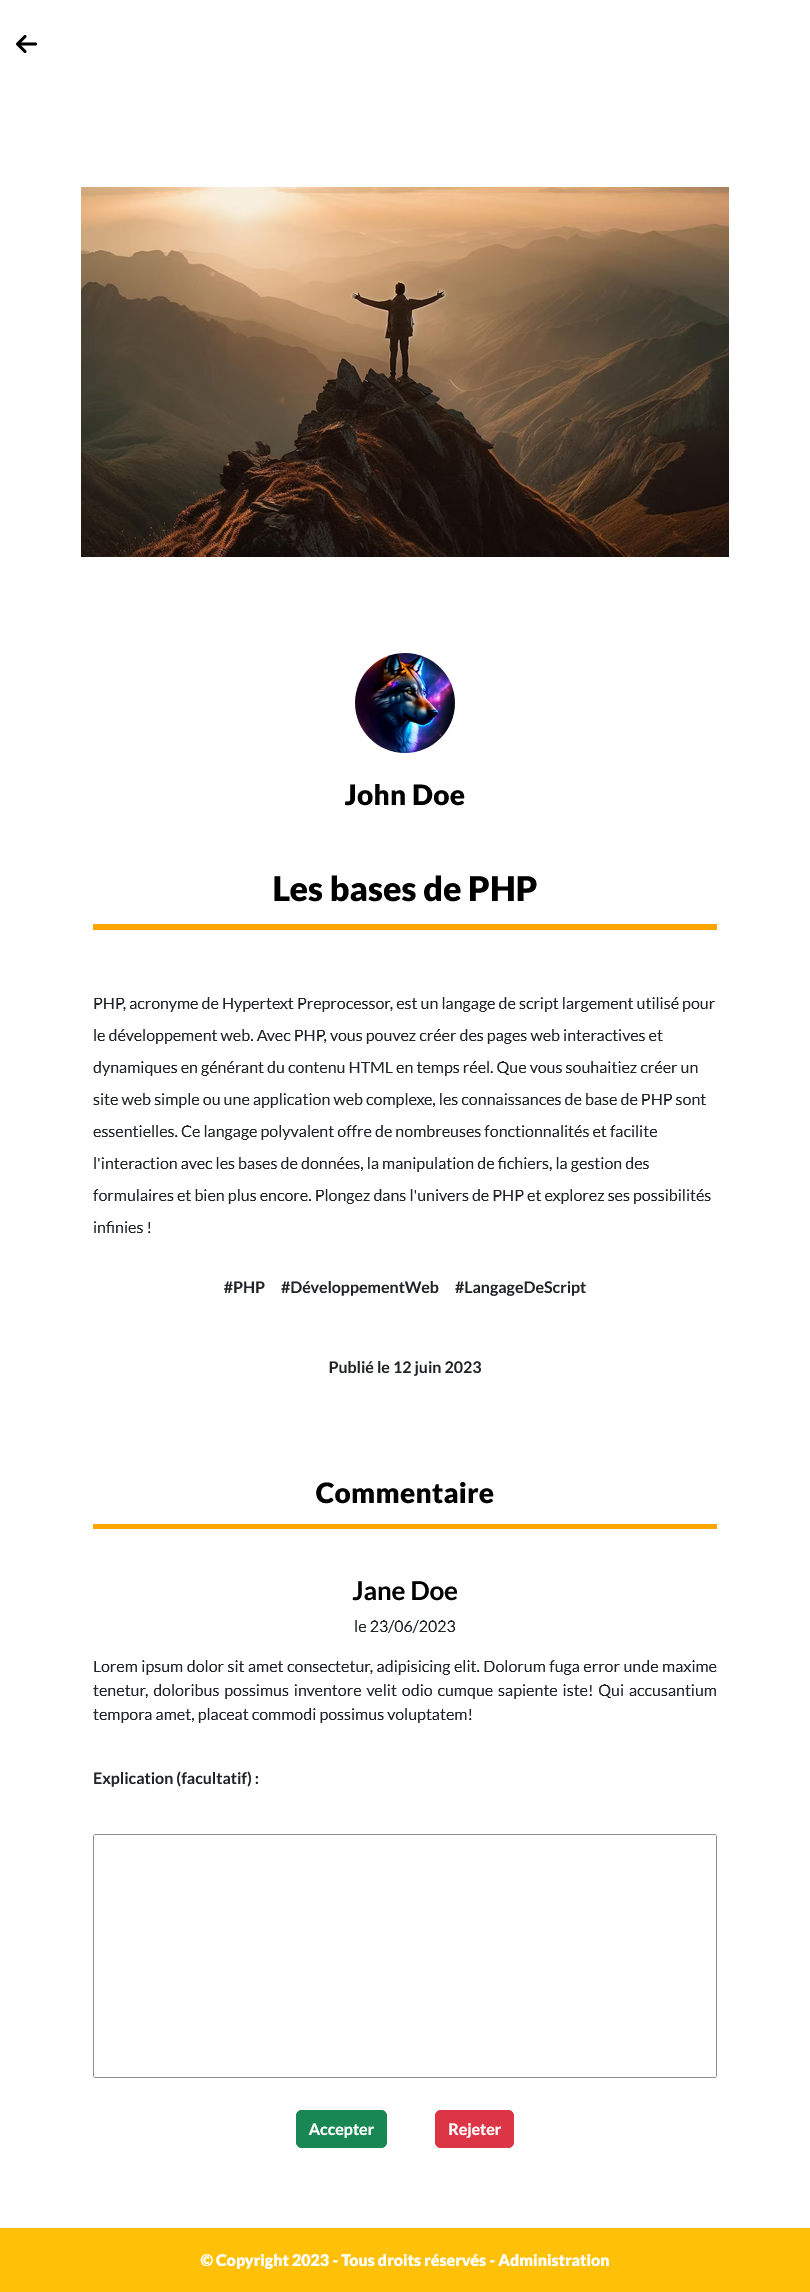 John Doe
Les bases de PHP
PHP, acronyme de Hypertext Preprocessor, est un langage de script largement utilisé pour
le développement web. Avec PHP, vous pouvez créer des pages web interactives et
dynamiques en générant du contenu HTML en temps réel. Que vous souhaitiez créer un
site web simple ou une application web complexe, les connaissances de base de PHP sont
essentielles. Ce langage polyvalent offre de nombreuses fonctionnalités et facilite
l'interaction avec les bases de données, la manipulation de fichiers, la gestion des
formulaires et bien plus encore. Plongez dans l'univers de PHP et explorez ses possibilités
infinies !
#PHP #DéveloppementWeb #LangageDeScript
Publié le 12 juin 2023
Commentaire
Jane Doe
le 23/06/2023
Lorem ipsum dolor sit amet consectetur, adipisicing elit. Dolorum fuga error unde maxime
tenetur, doloribus possimus inventore velit odio cumque sapiente iste! Qui accusantium
tempora amet, placeat commodi possimus voluptatem!
Explication (facultatif) :
Accepter Rejeter
© Copyright 2023 - Tous droits réservés - Administration